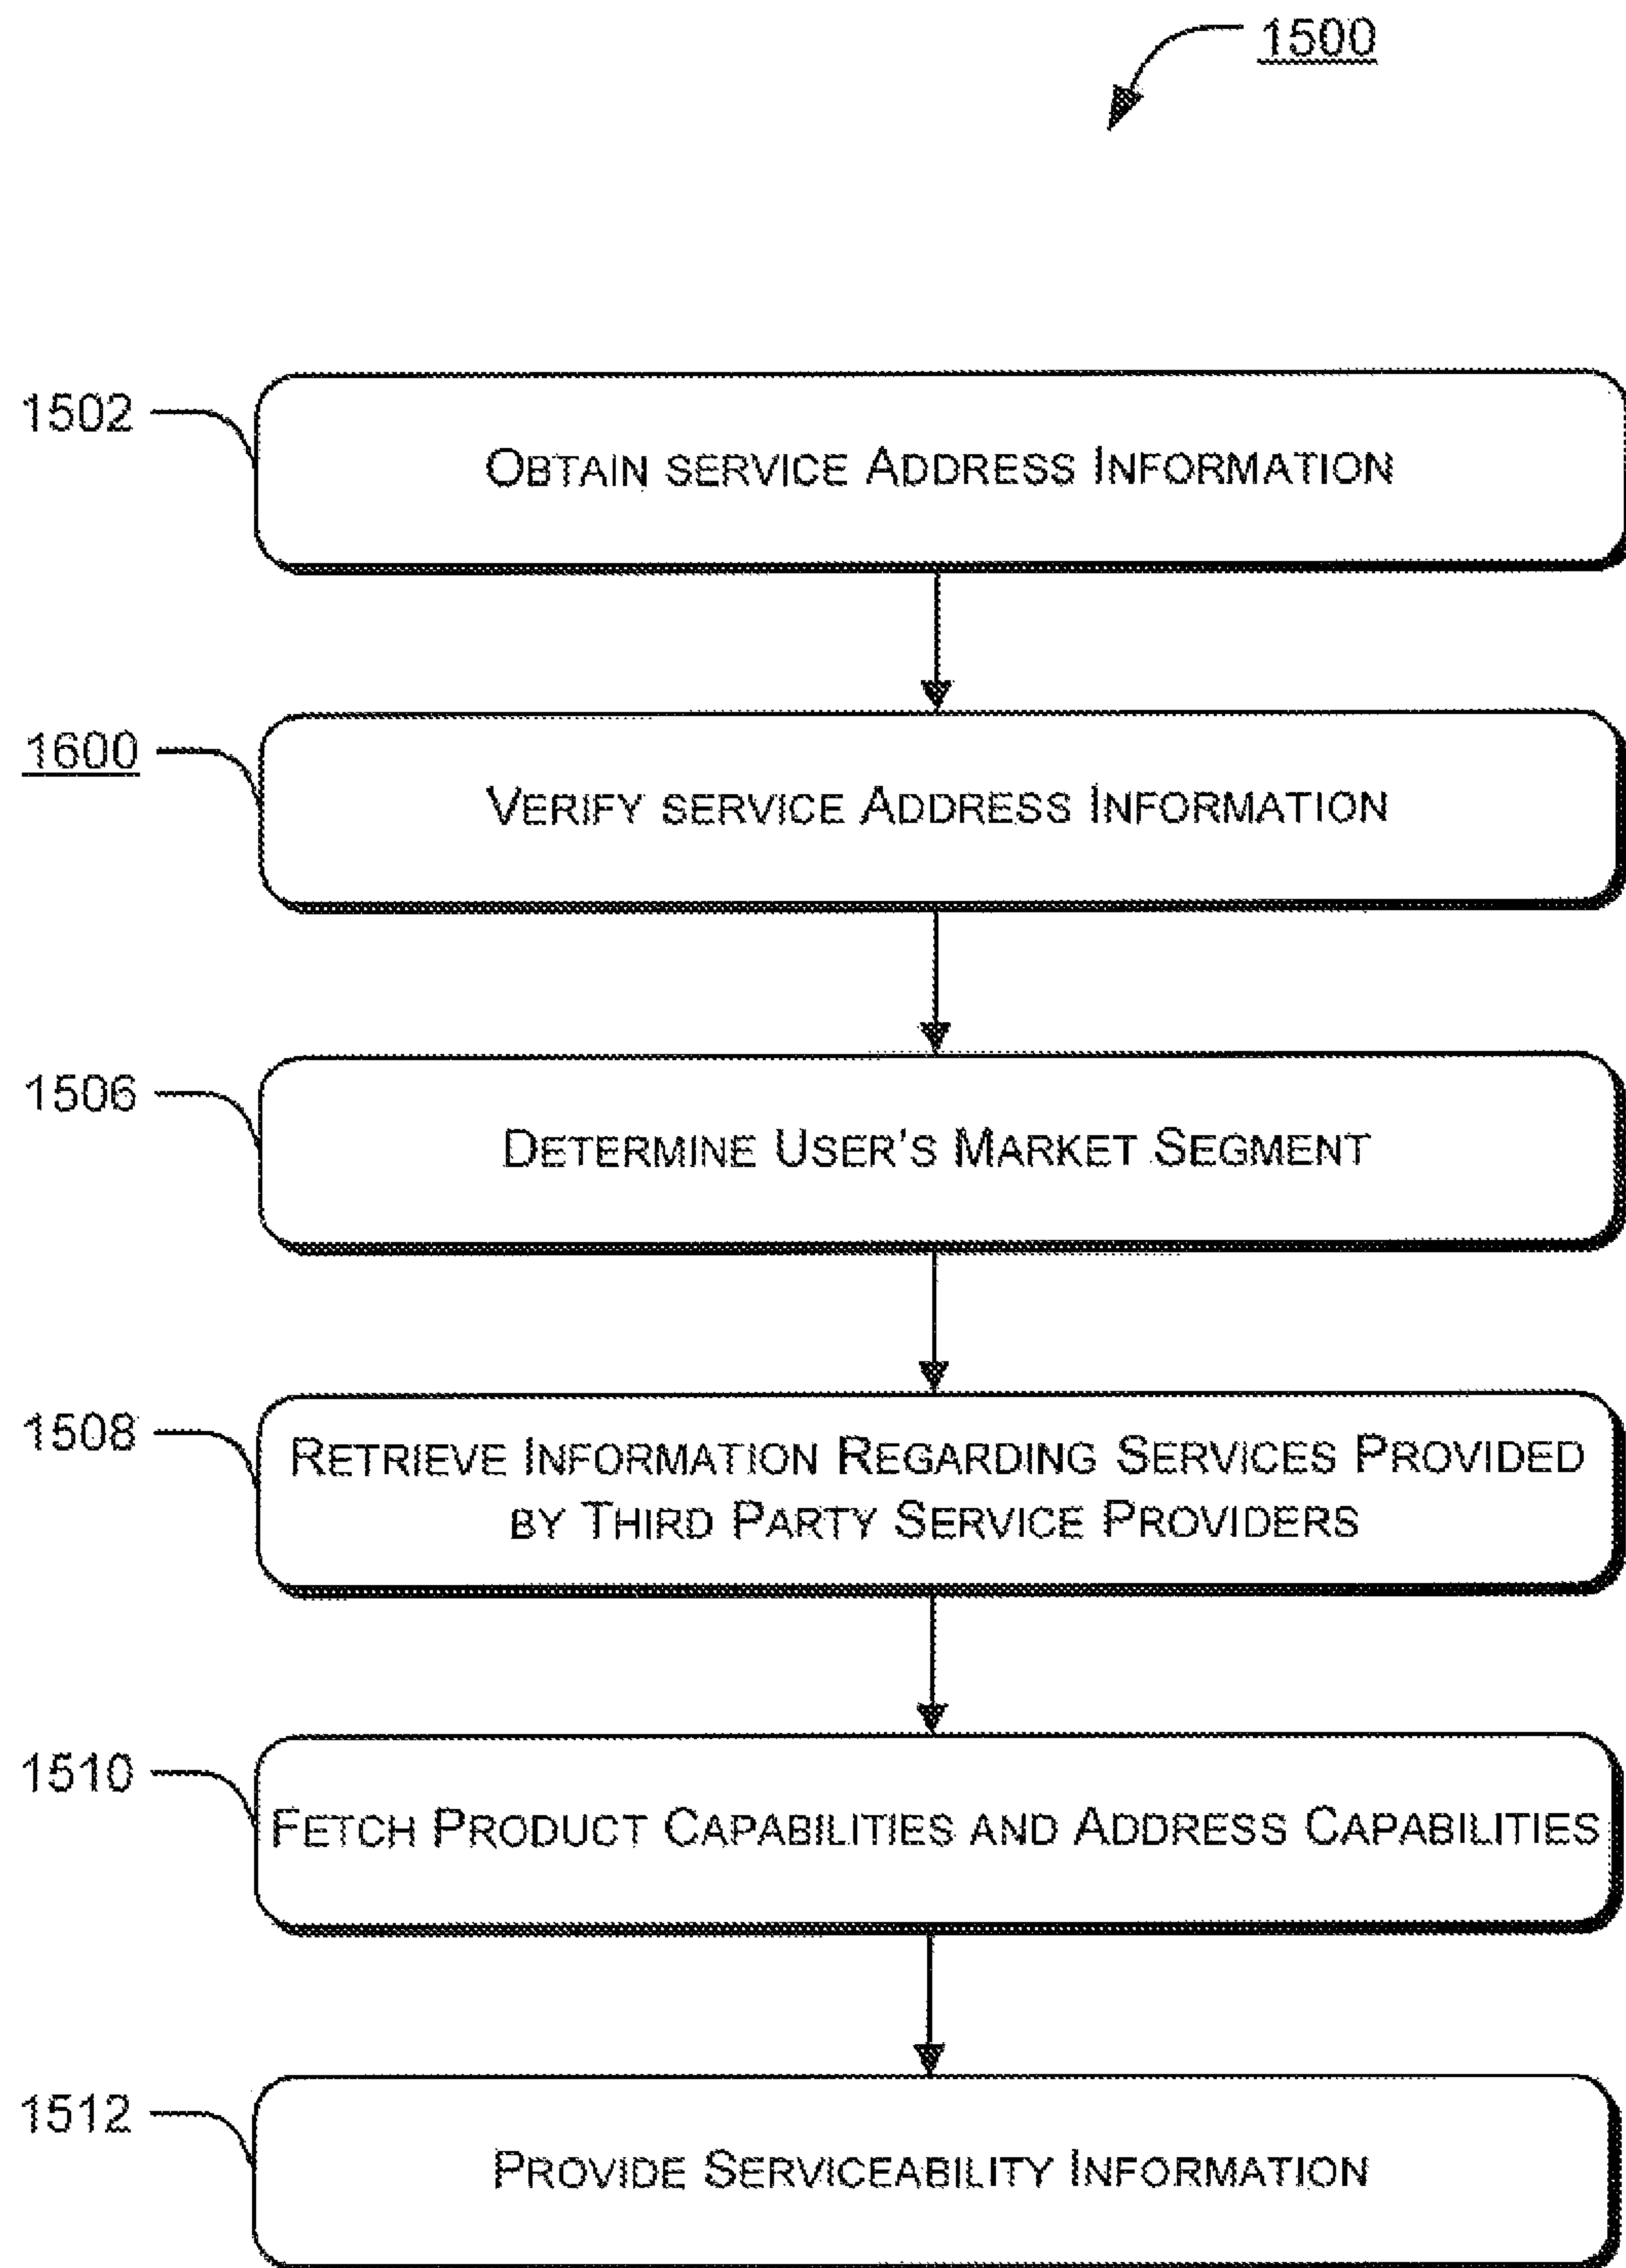 1500
1502
OBTAIN SERVICE ADDRESS INFORMATION
1600
VERIFY SERVICE ADDRESS INFORMATION
1506
DETERMINE USER'S MARKET SEGMENT
1508
RETRIEVE INFORMATION REGARDING SERVICES PROVIDED
BY THIRD PARTY SERVICE PROVIDERS
1510
FETCH PRODUCT CAPABILITIES AND ADDRESS CAPABILITIES
1512
PROVIDE SERVICEABILITY INFORMATION